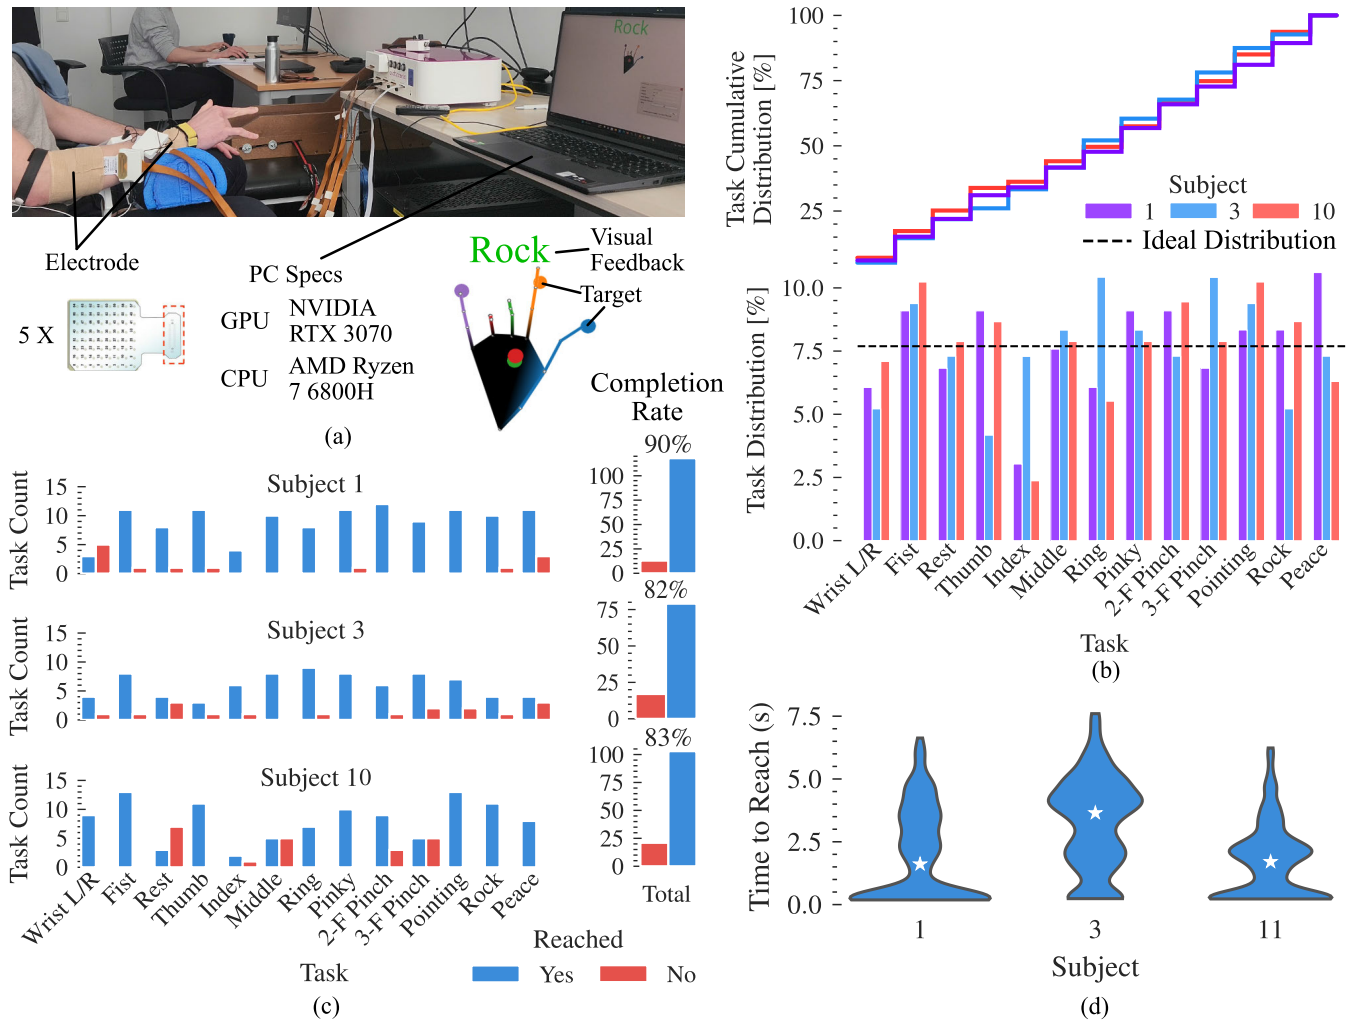 Rock
Electrode
5 X
PC Specs
GPU NVIDIA
RTX 3070
CPU AMD Ryzen
7 6800H
Rock
Visual
Feedback
Target
(a)
Task Cumulative
Distribution [%]
100
75
50
25
Subject
1 3 10
Ideal Distribution
Task Distribution [%]
10.0
7.5
5.0
2.5
0.0
Wrist L/R Fist Rest Thumb Index Middle Ring Pinky 2-F Pinch 3-F Pinch Pointing Rock Peace
Task
(b)
Completion
Rate
Subject 1
Task Count
15
10
5
0
90%
100
75
50
25
0
Subject 3
Task Count
15
10
5
0
82%
75
50
25
0
Subject 10
Task Count
15
10
5
0
83%
100
75
50
25
0
Wrist L/R Fist Rest Thumb Index Middle Ring Pinky 2-F Pinch 3-F Pinch Pointing Rock Peace
Total
Task
Reached
Yes No
(c)
Time to Reach (s)
7.5
5.0
2.5
0.0
1 3 11
Subject
(d)